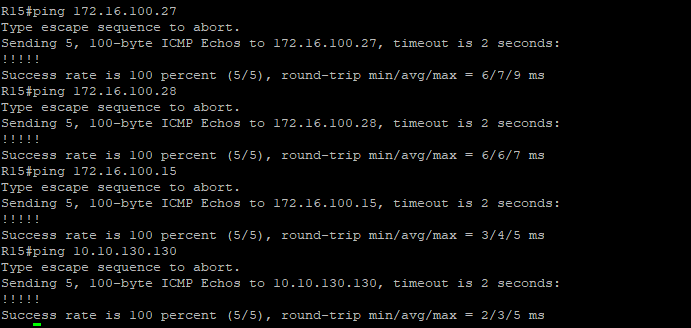 R15#ping 172.16.100.27
Type escape sequence to abort.
Sending 5, 100-byte ICMP Echos to 172.16.100.27, timeout is 2 seconds:
!!!!!
Success rate is 100 percent (5/5), round-trip min/avg/max = 6/7/9 ms
R15#ping 172.16.100.28
Type escape sequence to abort.
Sending 5, 100-byte ICMP Echos to 172.16.100.28, timeout is 2 seconds:
!!!!!
Success rate is 100 percent (5/5), round-trip min/avg/max = 6/6/7 ms
R15#ping 172.16.100.15
Type escape sequence to abort.
Sending 5, 100-byte ICMP Echos to 172.16.100.15, timeout is 2 seconds:
!!!!!
Success rate is 100 percent (5/5), round-trip min/avg/max = 3/4/5 ms
R15#ping 10.10.130.130
Type escape sequence to abort.
Sending 5, 100-byte ICMP Echos to 10.10.130.130, timeout is 2 seconds:
!!!!!
Success rate is 100 percent (5/5), round-trip min/avg/max = 2/3/5 ms